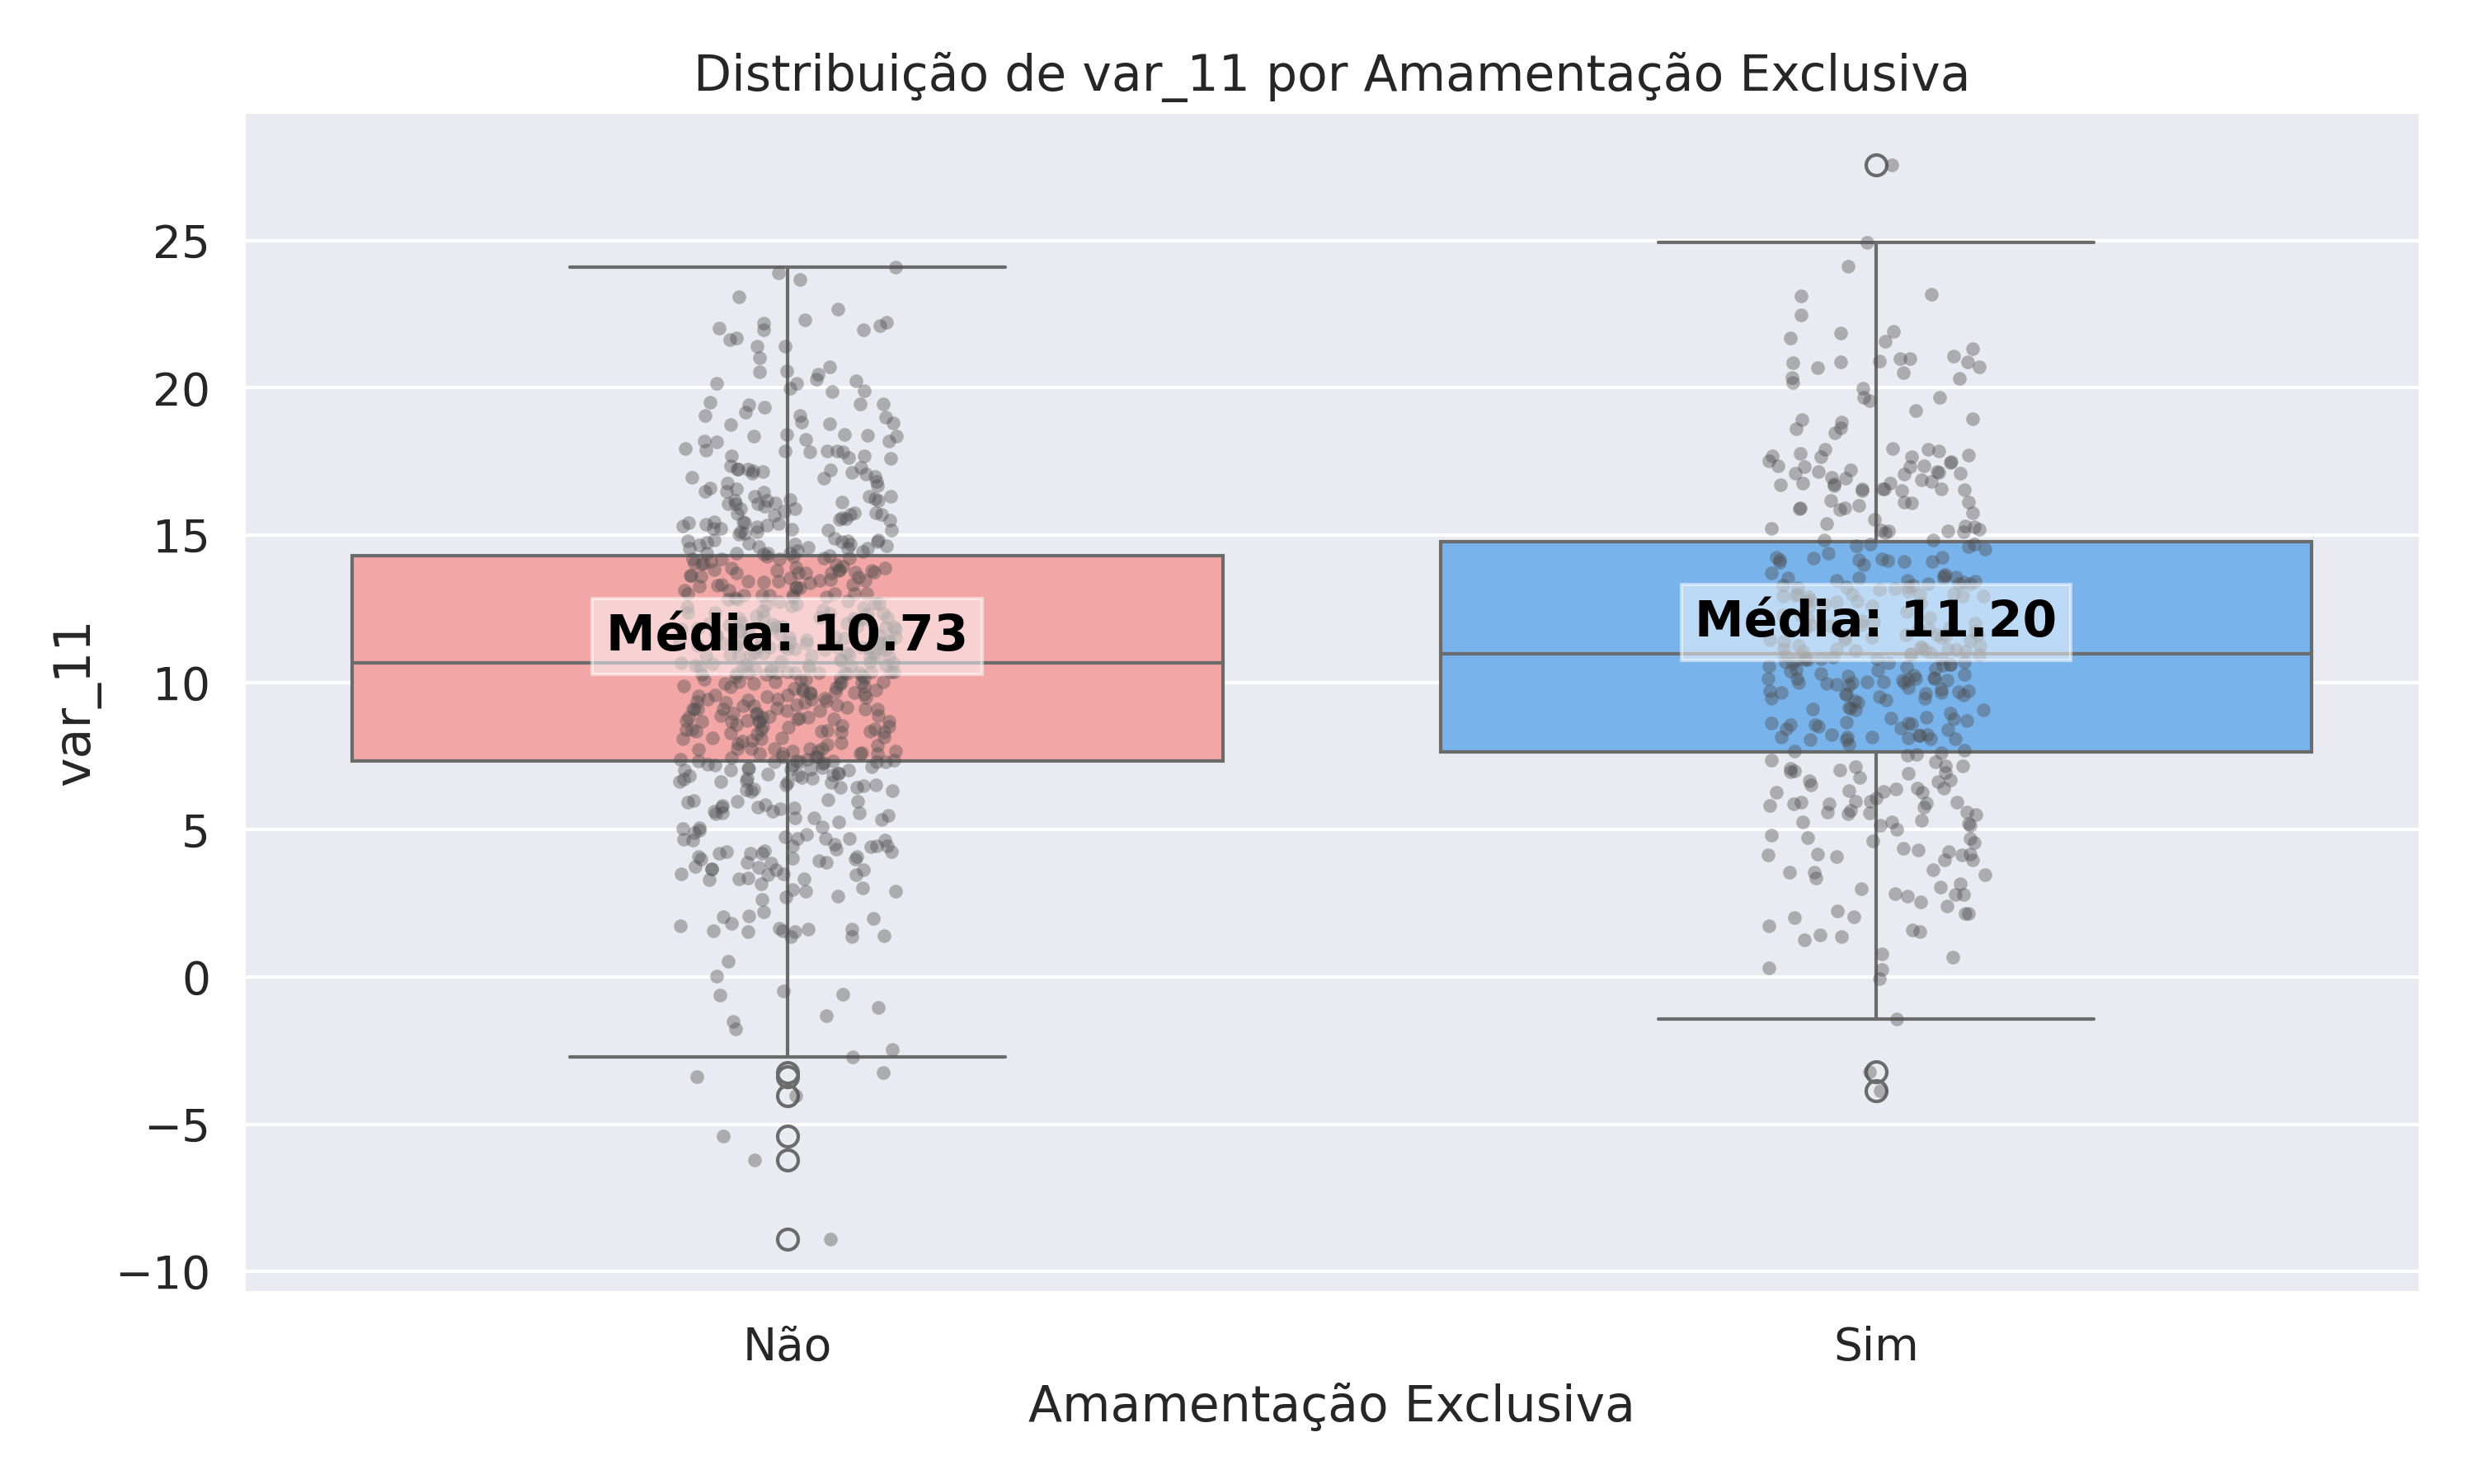 Distribuição de var_11 por Amamentação Exclusiva
var_11
25
20
15
10
5
0
−5
−10
Média: 10.73
Média: 11.20
Não
Sim
Amamentação Exclusiva